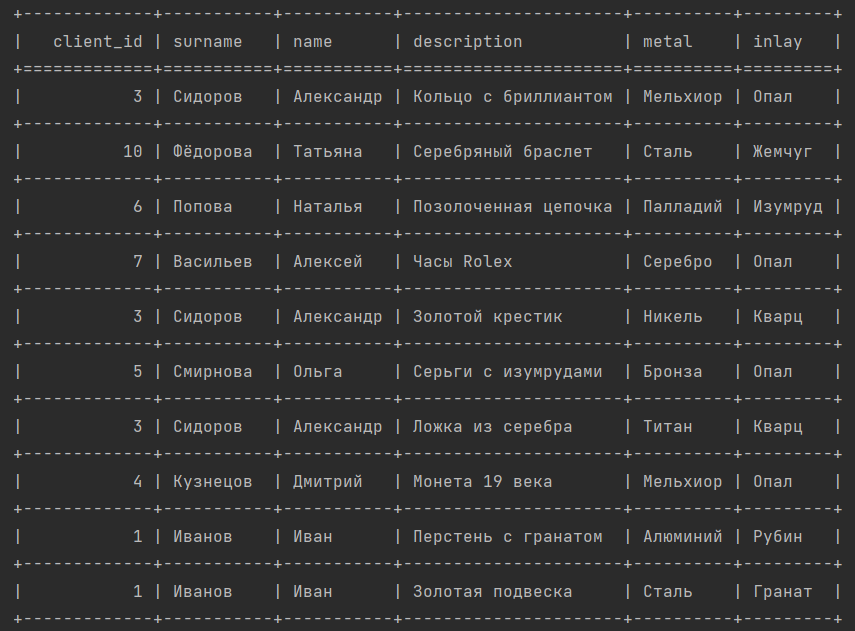 client_id | surname | name | description | metal | inlay
3 | Сидоров | Александр | Кольцо с бриллиантом | Мельхиор | Опал
10 | Фёдорова | Татьяна | Серебряный браслет | Сталь | Жемчуг
6 | Попова | Наталья | Позолоченная цепочка | Палладий | Изумруд
7 | Васильев | Алексей | Часы Rolex | Серебро | Опал
3 | Сидоров | Александр | Золотой крестик | Никель | Кварц
5 | Смирнова | Ольга | Серьги с изумрудами | Бронза | Опал
3 | Сидоров | Александр | Ложка из серебра | Титан | Кварц
4 | Кузнецов | Дмитрий | Монета 19 века | Мельхиор | Опал
1 | Иванов | Иван | Перстень с гранатом | Алюминий | Рубин
1 | Иванов | Иван | Золотая подвеска | Сталь | Гранат